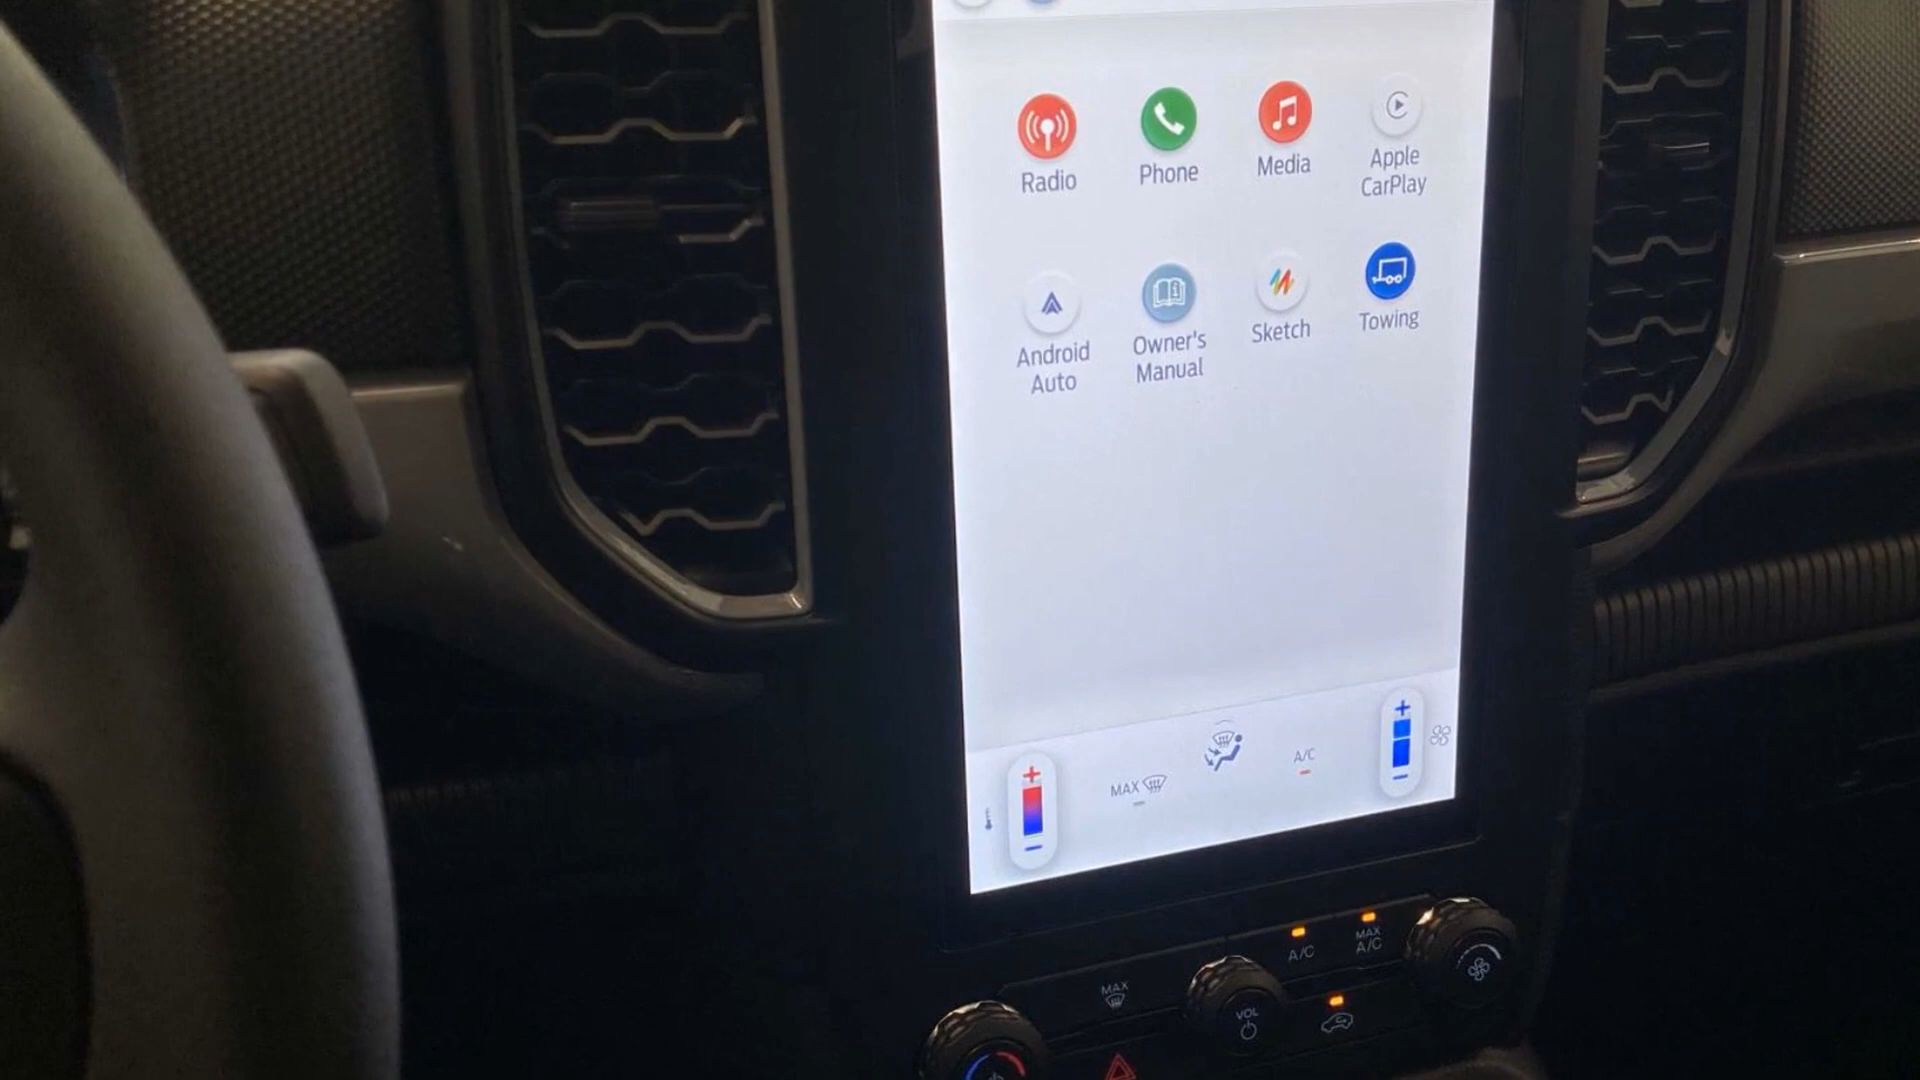 Radio
Phone
Media
Apple
CarPlay
Android
Auto
Owner's
Manual
Sketch
Towing
MAX
A/C
MAX
VOL
A/C
MAX
A/C